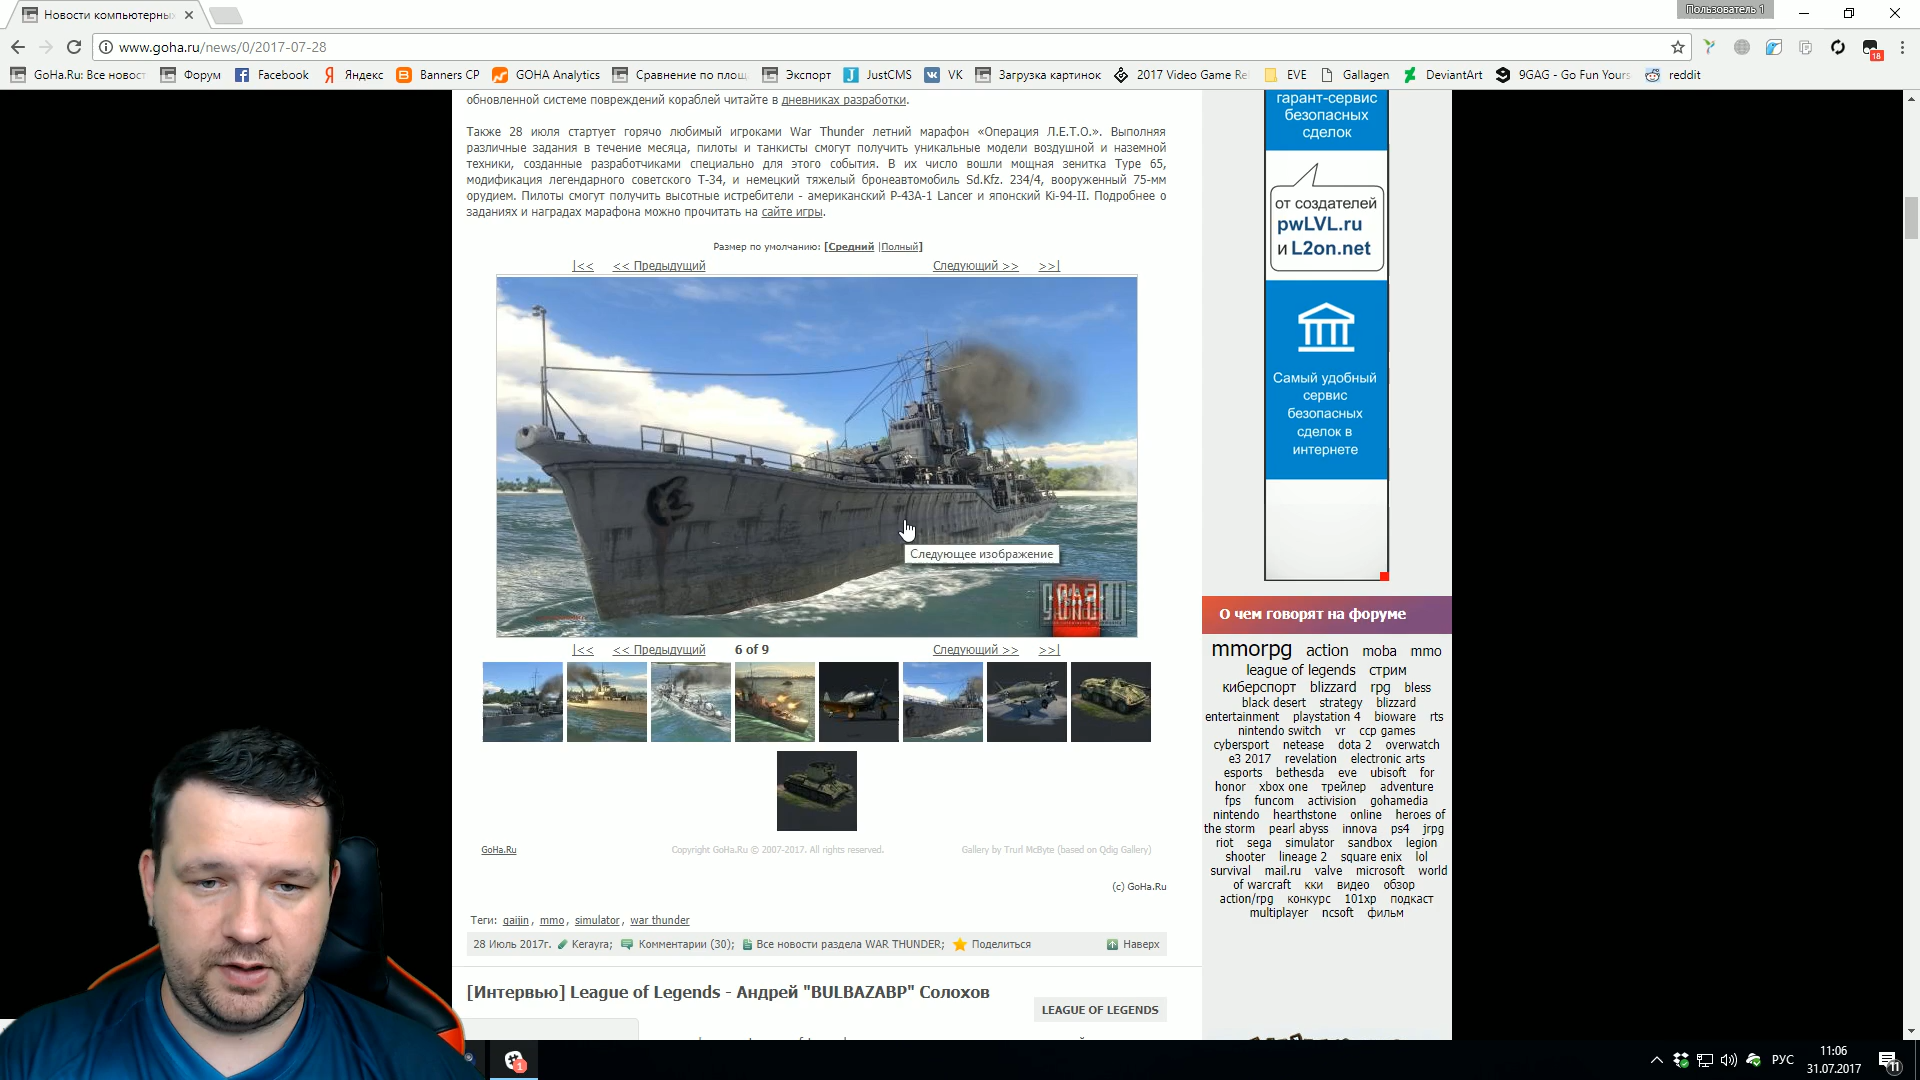 Новости компьютерны
Пользователь 1
www.goha.ru/news/0/2017-07-28
18
GoHa.Ru: Все новост
Форум
Facebook
Яндекс
Banners CP
GOHA Analytics
Сравнение по площ
Экспорт
JustCMS
VK
Загрузка картинок
2017 Video Game Rel
EVE
Gallagen
DeviantArt
9GAG - Go Fun Yours
reddit
обновленной системе повреждений кораблей читайте в дневниках разработки.
Также 28 июля стартует горячо любимый игроками War Thunder летний марафон «Операция Л.Е.Т.О.». Выполняя
различные задания в течение месяца, пилоты и танкисты смогут получить уникальные модели воздушной и наземной
техники, созданные разработчиками специально для этого события. В их число вошли мощная зенитка Type 65,
модификация легендарного советского Т-34, и немецкий тяжелый бронеавтомобиль Sd.Kfz. 234/4, вооруженный 75-мм
орудием. Пилоты смогут получить высотные истребители - американский P-43A-1 Lancer и японский Ki-94-II. Подробнее о
заданиях и наградах марафона можно прочитать на сайте игры.
Размер по умолчанию: [Средний |Полный]
|<< << Предыдущий Следующий >> >>|
Следующее изображение
|<< << Предыдущий 6 of 9 Следующий >> >>|
GoHa.Ru
Copyright GoHa.Ru © 2007-2017. All rights reserved.
Gallery by Trurl McByte (based on Qdig Gallery)
(c) GoHa.Ru
Теги: gaijin, mmo, simulator, war thunder
28 Июль 2017г. Kerayra; Комментарии (30); Все новости раздела WAR THUNDER; Поделиться Наверх
[Интервью] League of Legends - Андрей "BULBAZАВР" Солохов
LEAGUE OF LEGENDS
гарант-сервис
безопасных
сделок
от создателей
pwLVL.ru
и L2on.net
Самый удобный
сервис
безопасных
сделок в
интернете
О чем говорят на форуме
mmorpg action moba mmo
league of legends стрим
киберспорт blizzard rpg bless
black desert strategy blizzard
entertainment playstation 4 bioware rts
nintendo switch vr ccp games
cybersport netease dota 2 overwatch
e3 2017 revelation electronic arts
esports bethesda eve ubisoft for
honor xbox one трейлер adventure
fps funcom activision gohamedia
nintendo hearthstone online heroes of
the storm pearl abyss innova ps4 jrpg
riot sega simulator sandbox legion
shooter lineage 2 square enix lol
survival mail.ru valve microsoft world
of warcraft кки видео обзор
action/rpg конкурс 101xp подкаст
multiplayer ncsoft фильм
1
РУС
11:06
31.07.2017
11